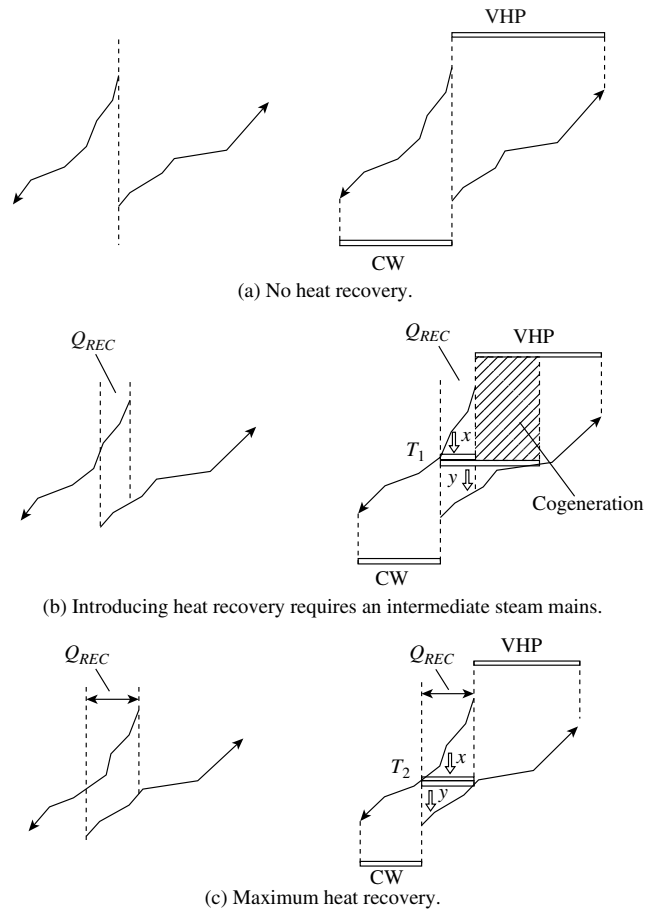 VHP
CW
(a) No heat recovery.
Q_REC
Q_REC
VHP
x
T_1
y
Cogeneration
CW
(b) Introducing heat recovery requires an intermediate steam mains.
Q_REC
Q_REC
VHP
x
T_2
y
CW
(c) Maximum heat recovery.